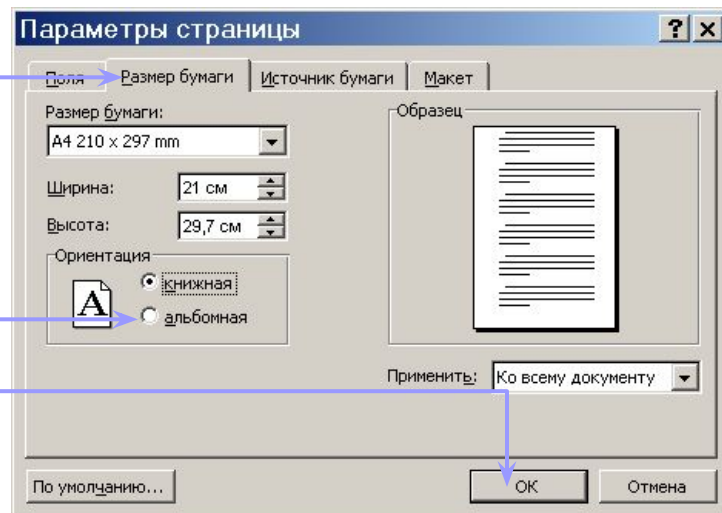 Параметры страницы
Поля Размер бумаги Источник бумаги Макет
Размер бумаги:
A4 210 x 297 mm
Ширина: 21 см
Высота: 29,7 см
Ориентация
A
книжная
альбомная
Образец
Применить: Ко всему документу
По умолчанию... ОК Отмена